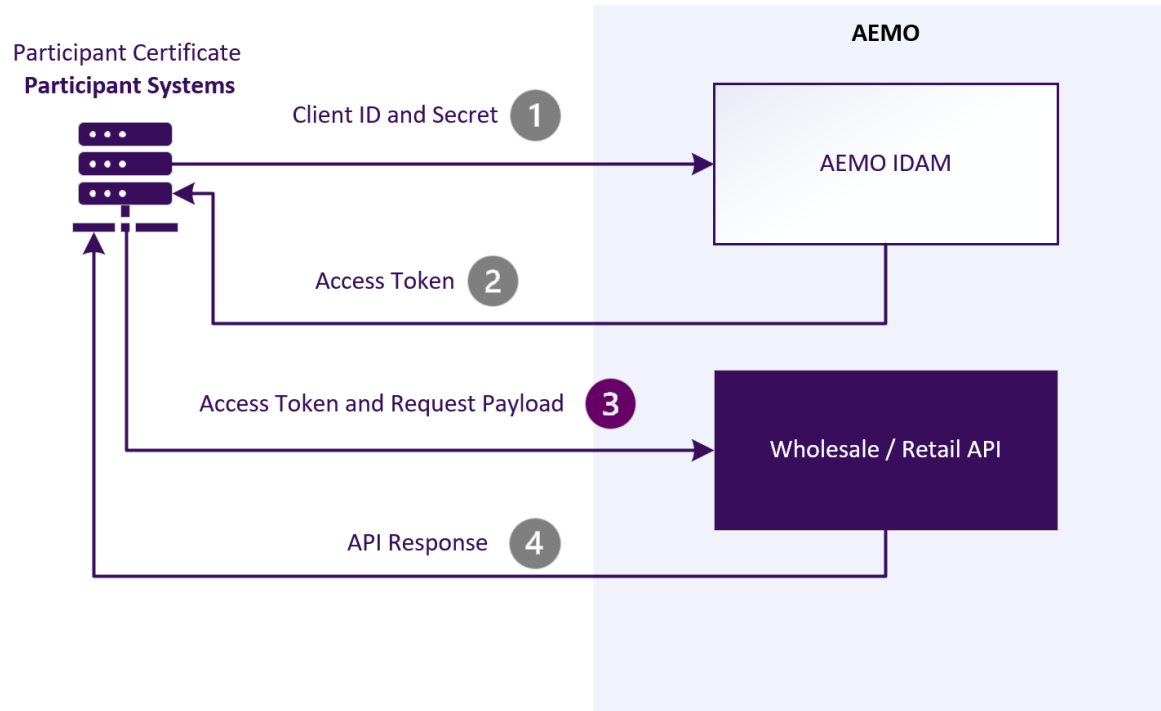 AEMO
Participant Certificate
Participant Systems
Client ID and Secret 1
AEMO IDAM
Access Token 2
Access Token and Request Payload 3
Wholesale / Retail API
API Response 4